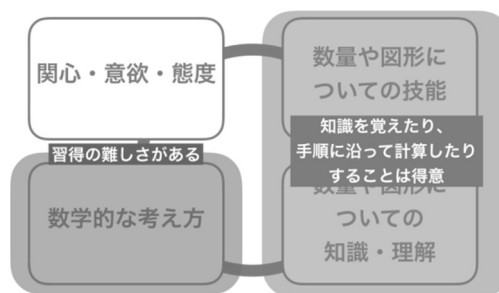 関心・意欲・態度
数量や図形に
ついての技能
知識を覚えたり、
手順に沿って計算したり
することは得意
習得の難しさがある
数学的な考え方
数量や図形に
ついての
知識・理解